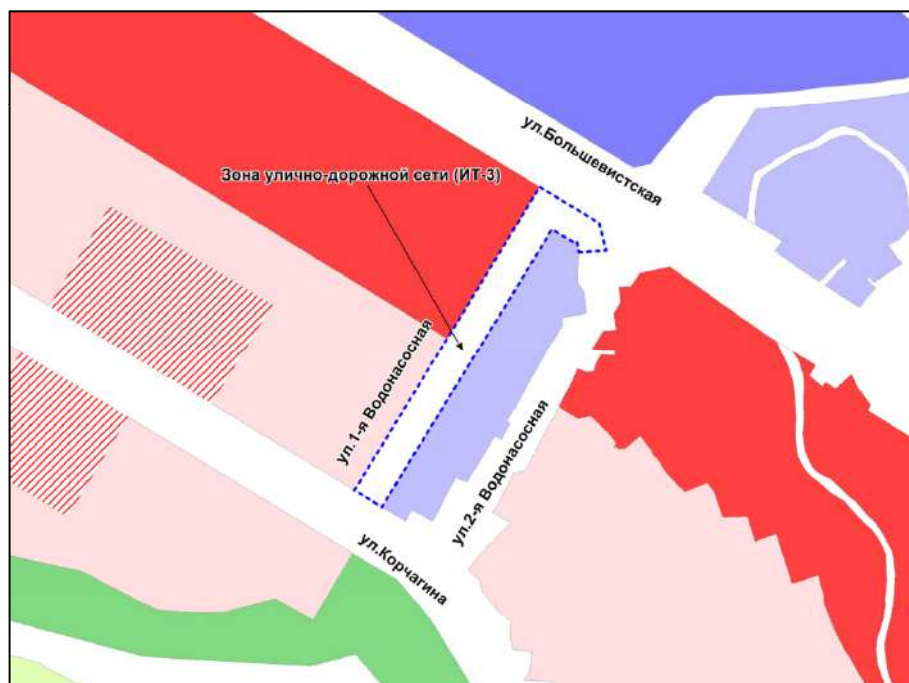 ул.Большевистская
Зона улично-дорожной сети (ИТ-3)
ул.1-я Водонасосная
ул.2-я Водонасосная
ул.Корчагина